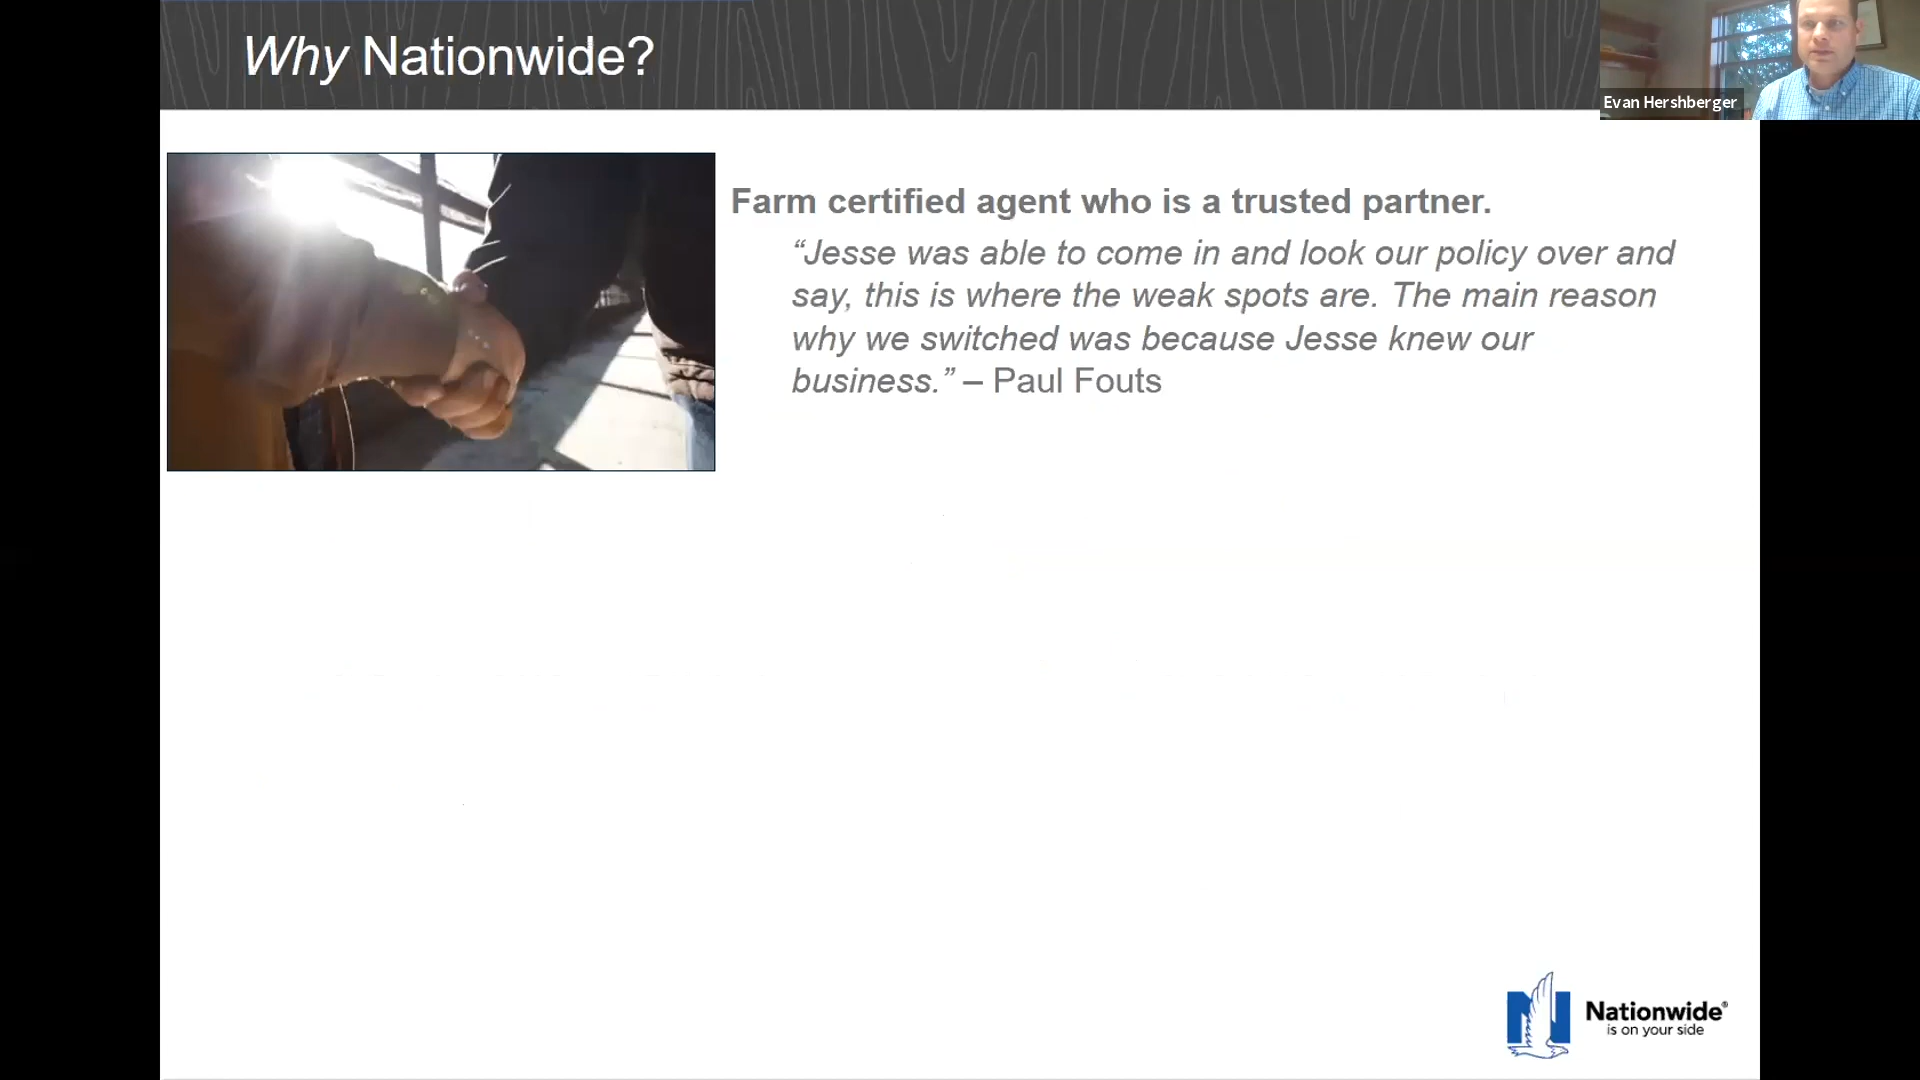 Why Nationwide?
Evan Hershberger
Farm certified agent who is a trusted partner.
“Jesse was able to come in and look our policy over and
say, this is where the weak spots are. The main reason
why we switched was because Jesse knew our
business.” – Paul Fouts
Nationwide®
is on your side